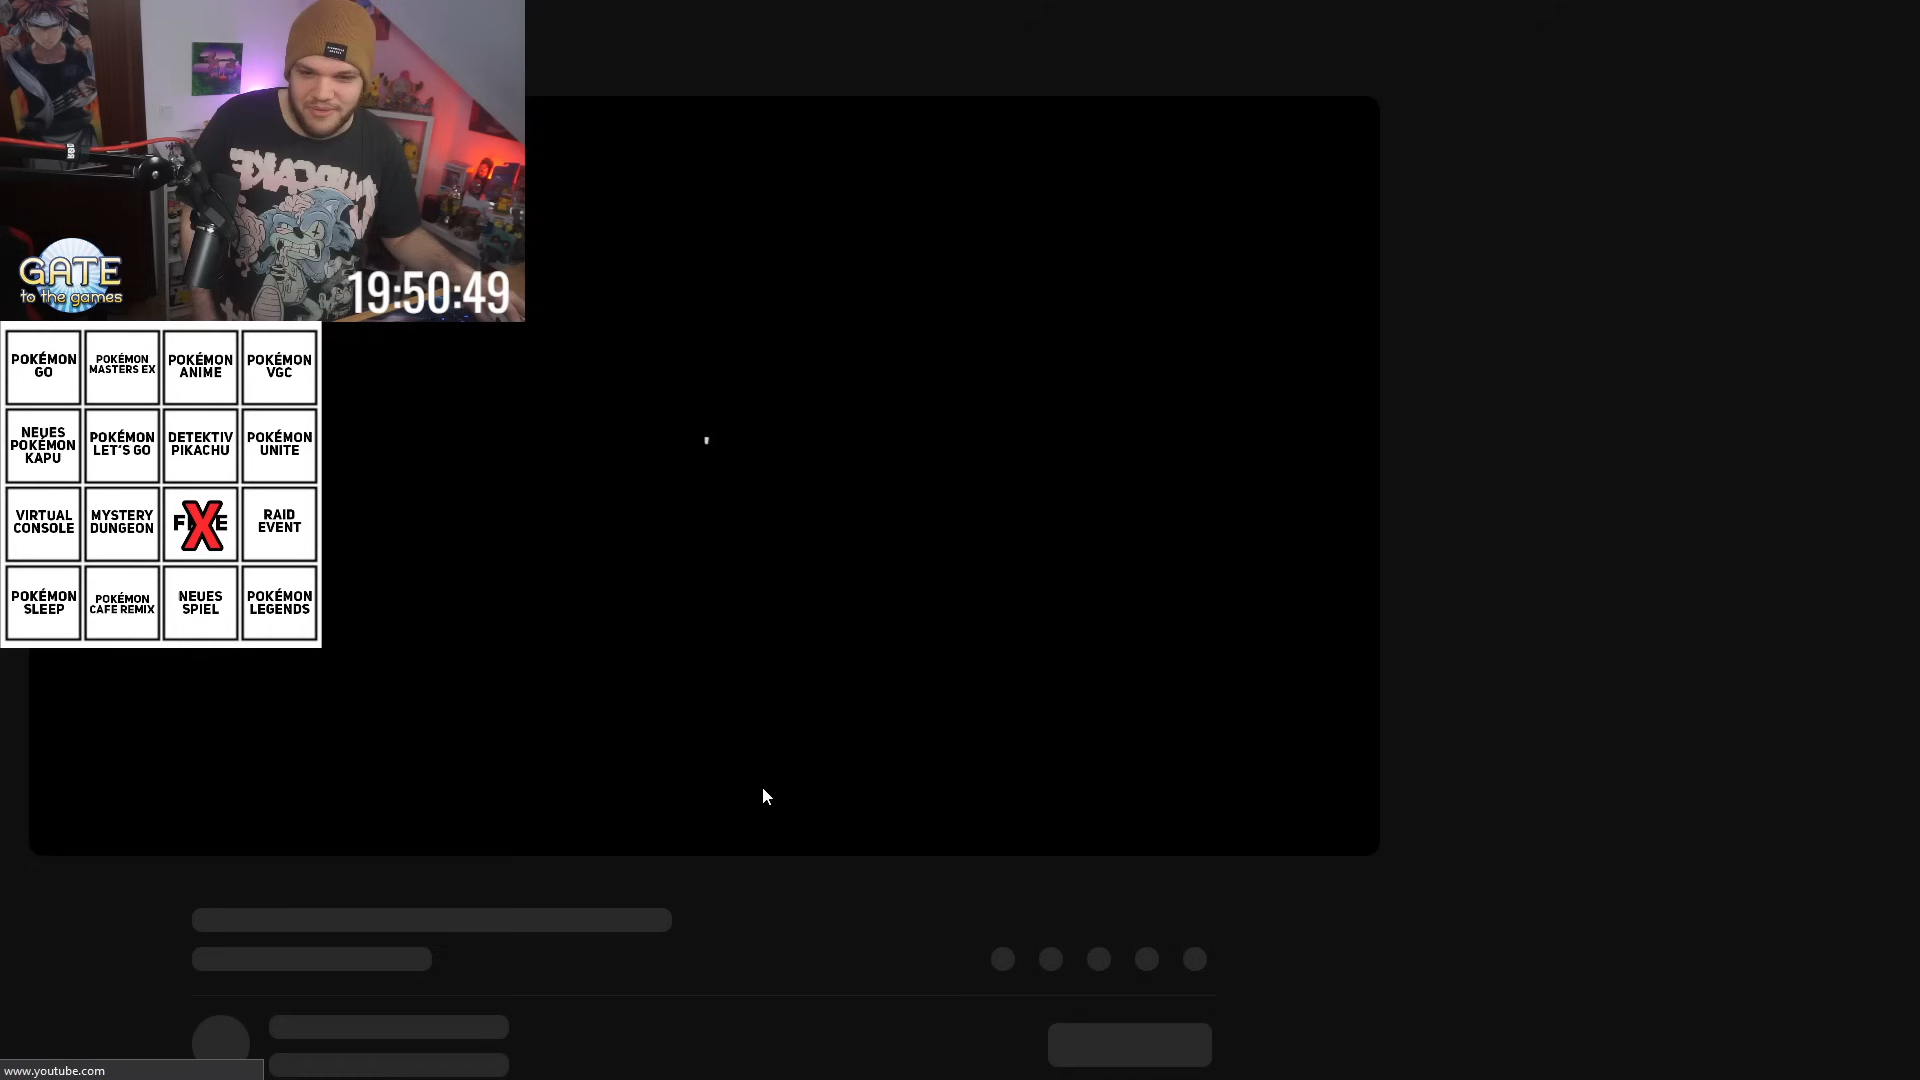 GATE
to the games
19:50:49
POKÉMON
GO
POKÉMON
MASTERS EX
POKÉMON
ANIME
POKÉMON
VGC
NEUES
POKÉMON
KAPU
POKÉMON
LET'S GO
DETEKTIV
PIKACHU
POKÉMON
UNITE
VIRTUAL
CONSOLE
MYSTERY
DUNGEON
RAID
EVENT
POKÉMON
SLEEP
POKÉMON
CAFE REMIX
NEUES
SPIEL
POKÉMON
LEGENDS
www.youtube.com